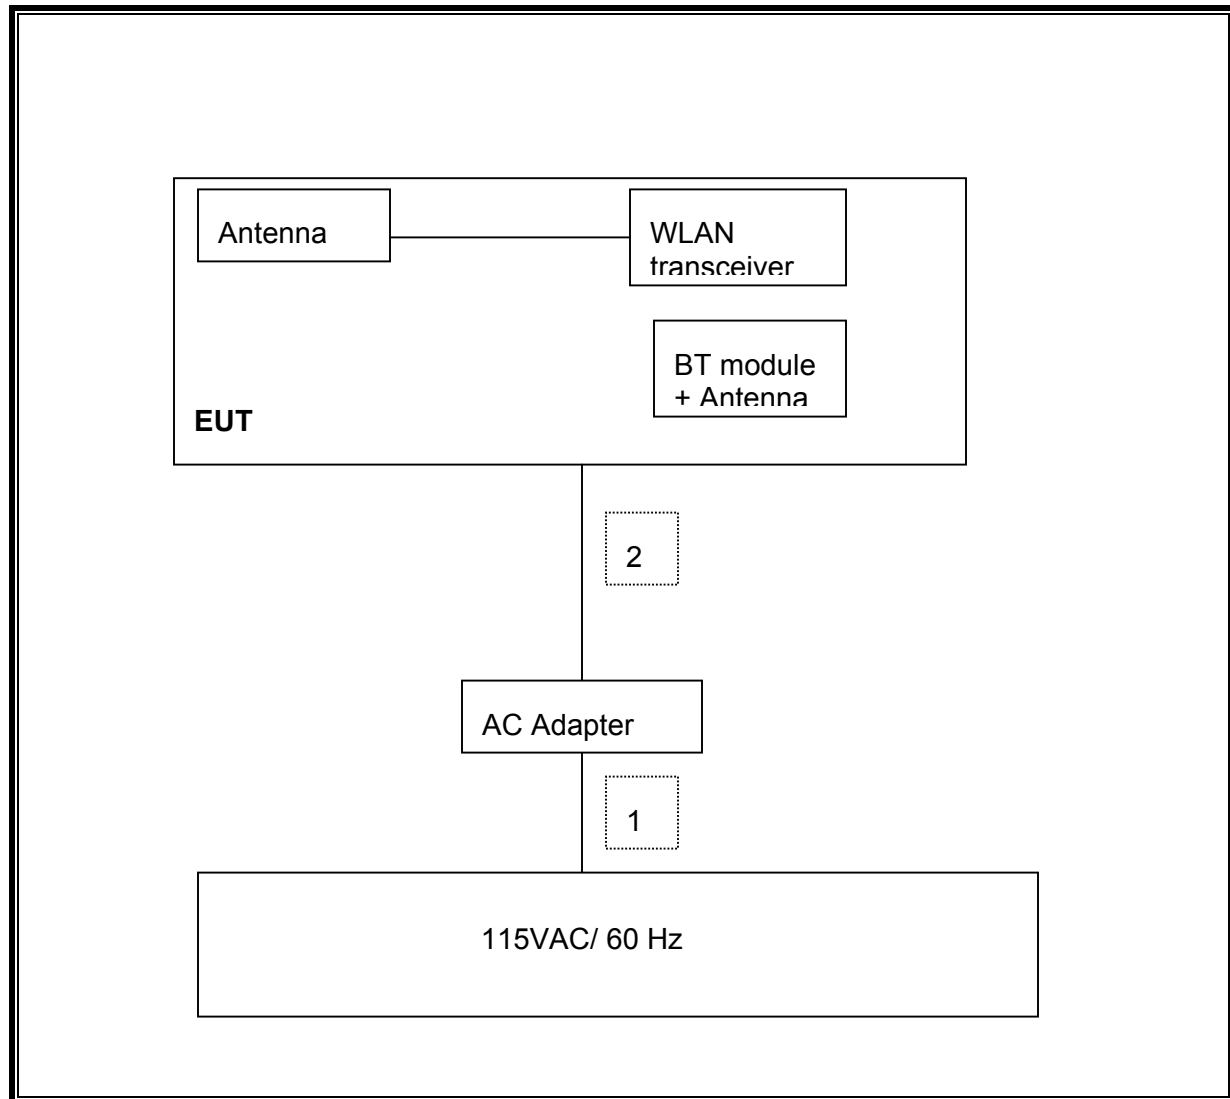 Antenna
WLAN
transceiver
BT module
+ Antenna
EUT
2
AC Adapter
1
115VAC/ 60 Hz